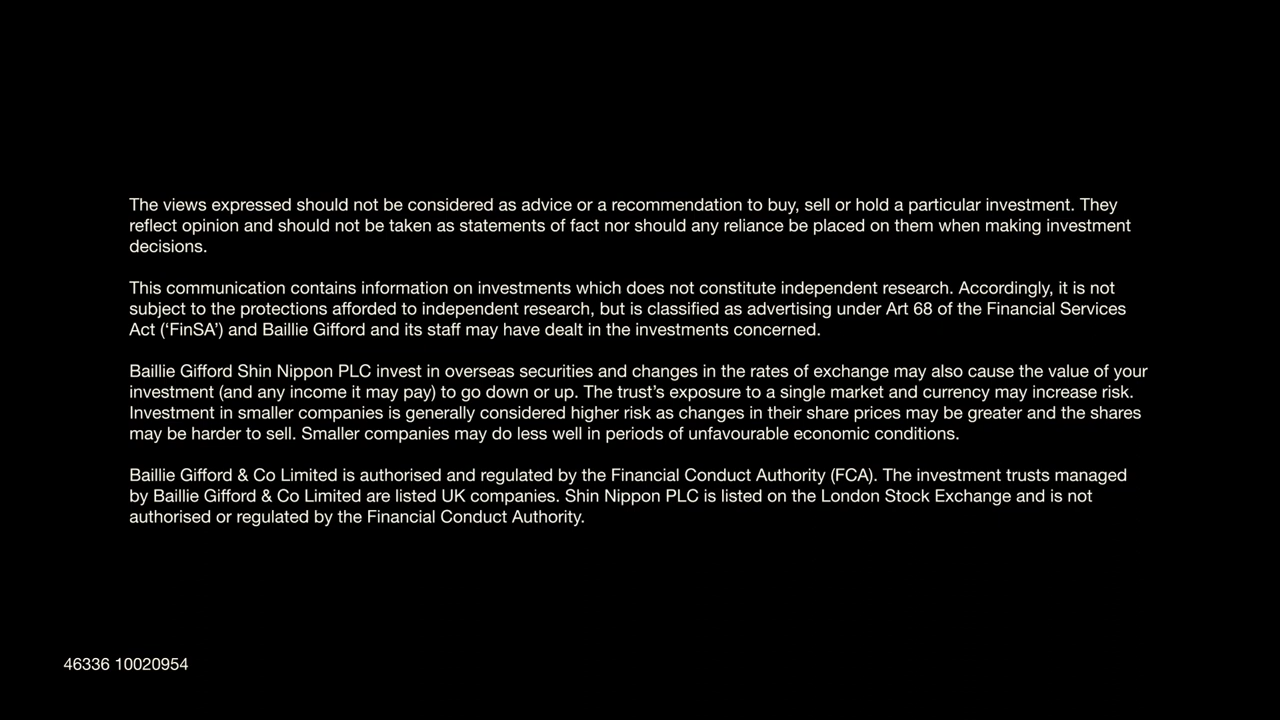 The views expressed should not be considered as advice or a recommendation to buy, sell or hold a particular investment. They
reflect opinion and should not be taken as statements of fact nor should any reliance be placed on them when making investment
decisions.
This communication contains information on investments which does not constitute independent research. Accordingly, it is not
subject to the protections afforded to independent research, but is classified as advertising under Art 68 of the Financial Services
Act (‘FinSA’) and Baillie Gifford and its staff may have dealt in the investments concerned.
Baillie Gifford Shin Nippon PLC invest in overseas securities and changes in the rates of exchange may also cause the value of your
investment (and any income it may pay) to go down or up. The trust’s exposure to a single market and currency may increase risk.
Investment in smaller companies is generally considered higher risk as changes in their share prices may be greater and the shares
may be harder to sell. Smaller companies may do less well in periods of unfavourable economic conditions.
Baillie Gifford & Co Limited is authorised and regulated by the Financial Conduct Authority (FCA). The investment trusts managed
by Baillie Gifford & Co Limited are listed UK companies. Shin Nippon PLC is listed on the London Stock Exchange and is not
authorised or regulated by the Financial Conduct Authority.
46336 10020954